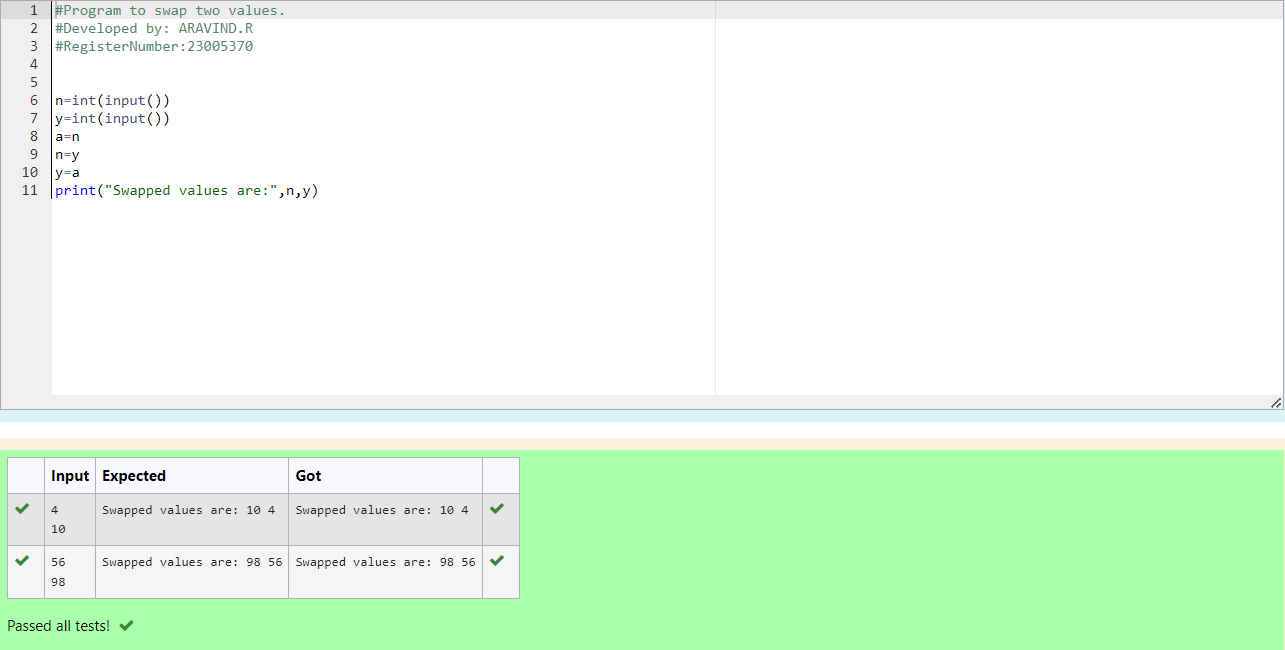 1 #Program to swap two values.
2 #Developed by: ARAVIND.R
3 #RegisterNumber:23005370
4
5
6 n=int(input())
7 y=int(input())
8 a=n
9 n=y
10 y=a
11 print("Swapped values are:",n,y)
Input Expected Got
4 Swapped values are: 10 4 Swapped values are: 10 4
10
56 Swapped values are: 98 56 Swapped values are: 98 56
98
Passed all tests!